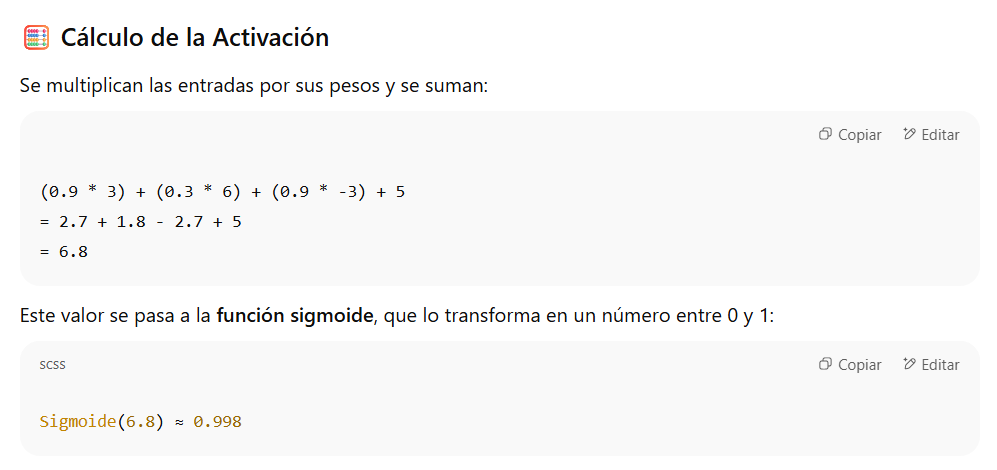 Cálculo de la Activación
Se multiplican las entradas por sus pesos y se suman:
Copiar Editar
(0.9 * 3) + (0.3 * 6) + (0.9 * -3) + 5
= 2.7 + 1.8 - 2.7 + 5
= 6.8
Este valor se pasa a la función sigmoide, que lo transforma en un número entre 0 y 1:
scss Copiar Editar
Sigmoide(6.8) ≈ 0.998